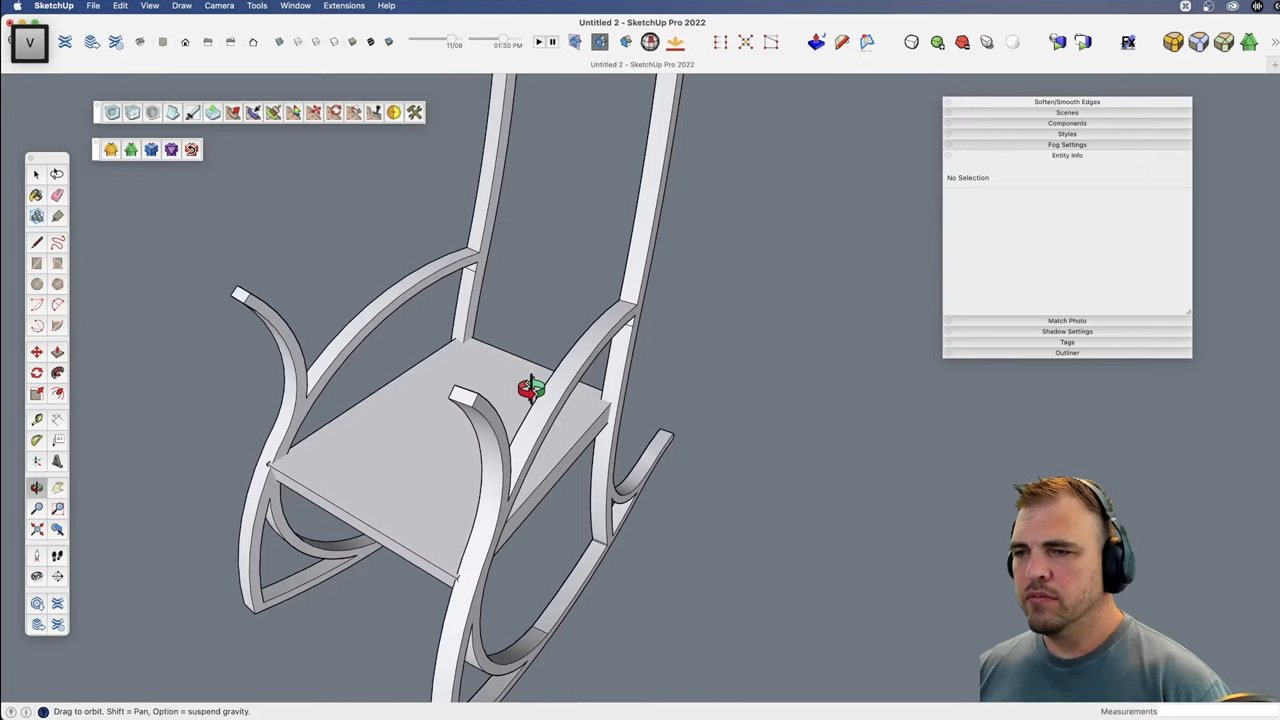 SketchUp File Edit View Draw Camera Tools Window Extensions Help
Untitled 2 - SketchUp Pro 2022
V
11/08 01:30 PM
Untitled 2 - SketchUp Pro 2022
Soften/Smooth Edges
Scenes
Components
Styles
Fog Settings
Entity Info
No Selection
Match Photo
Shadow Settings
Tags
Outliner
Drag to orbit. Shift = Pan, Option = suspend gravity.
Measurements